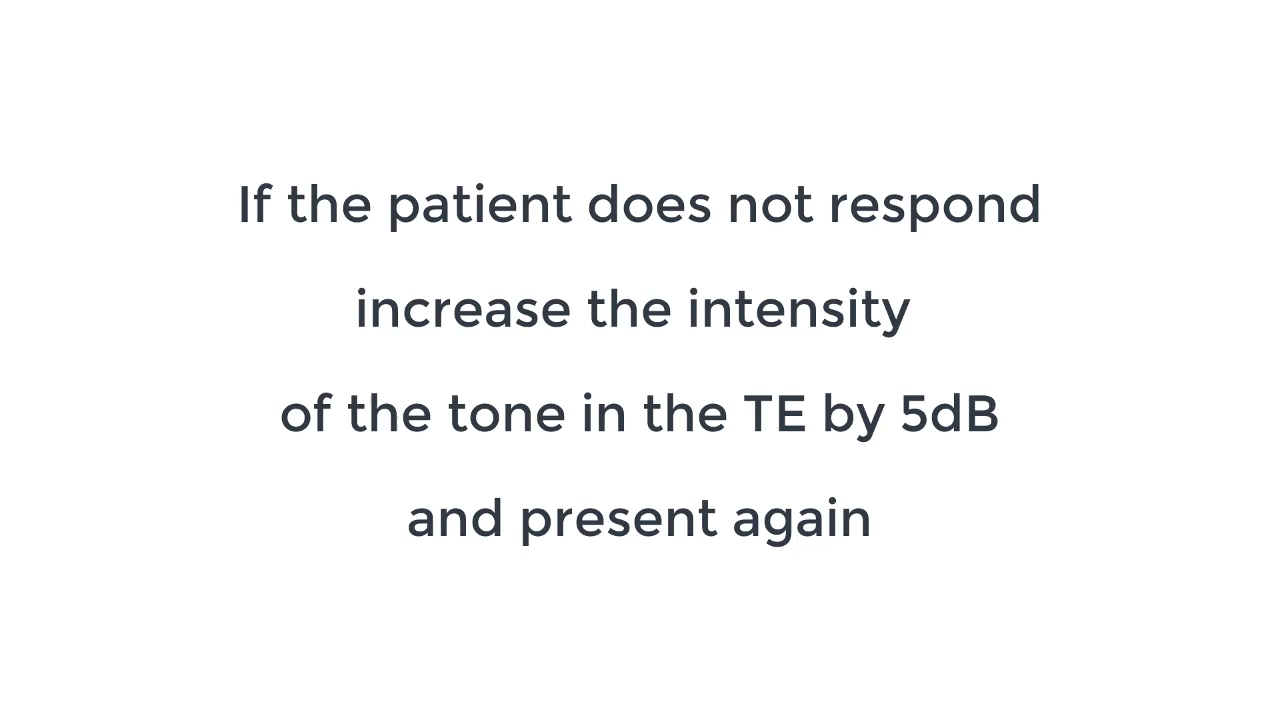 If the patient does not respond
increase the intensity
of the tone in the TE by 5dB
and present again